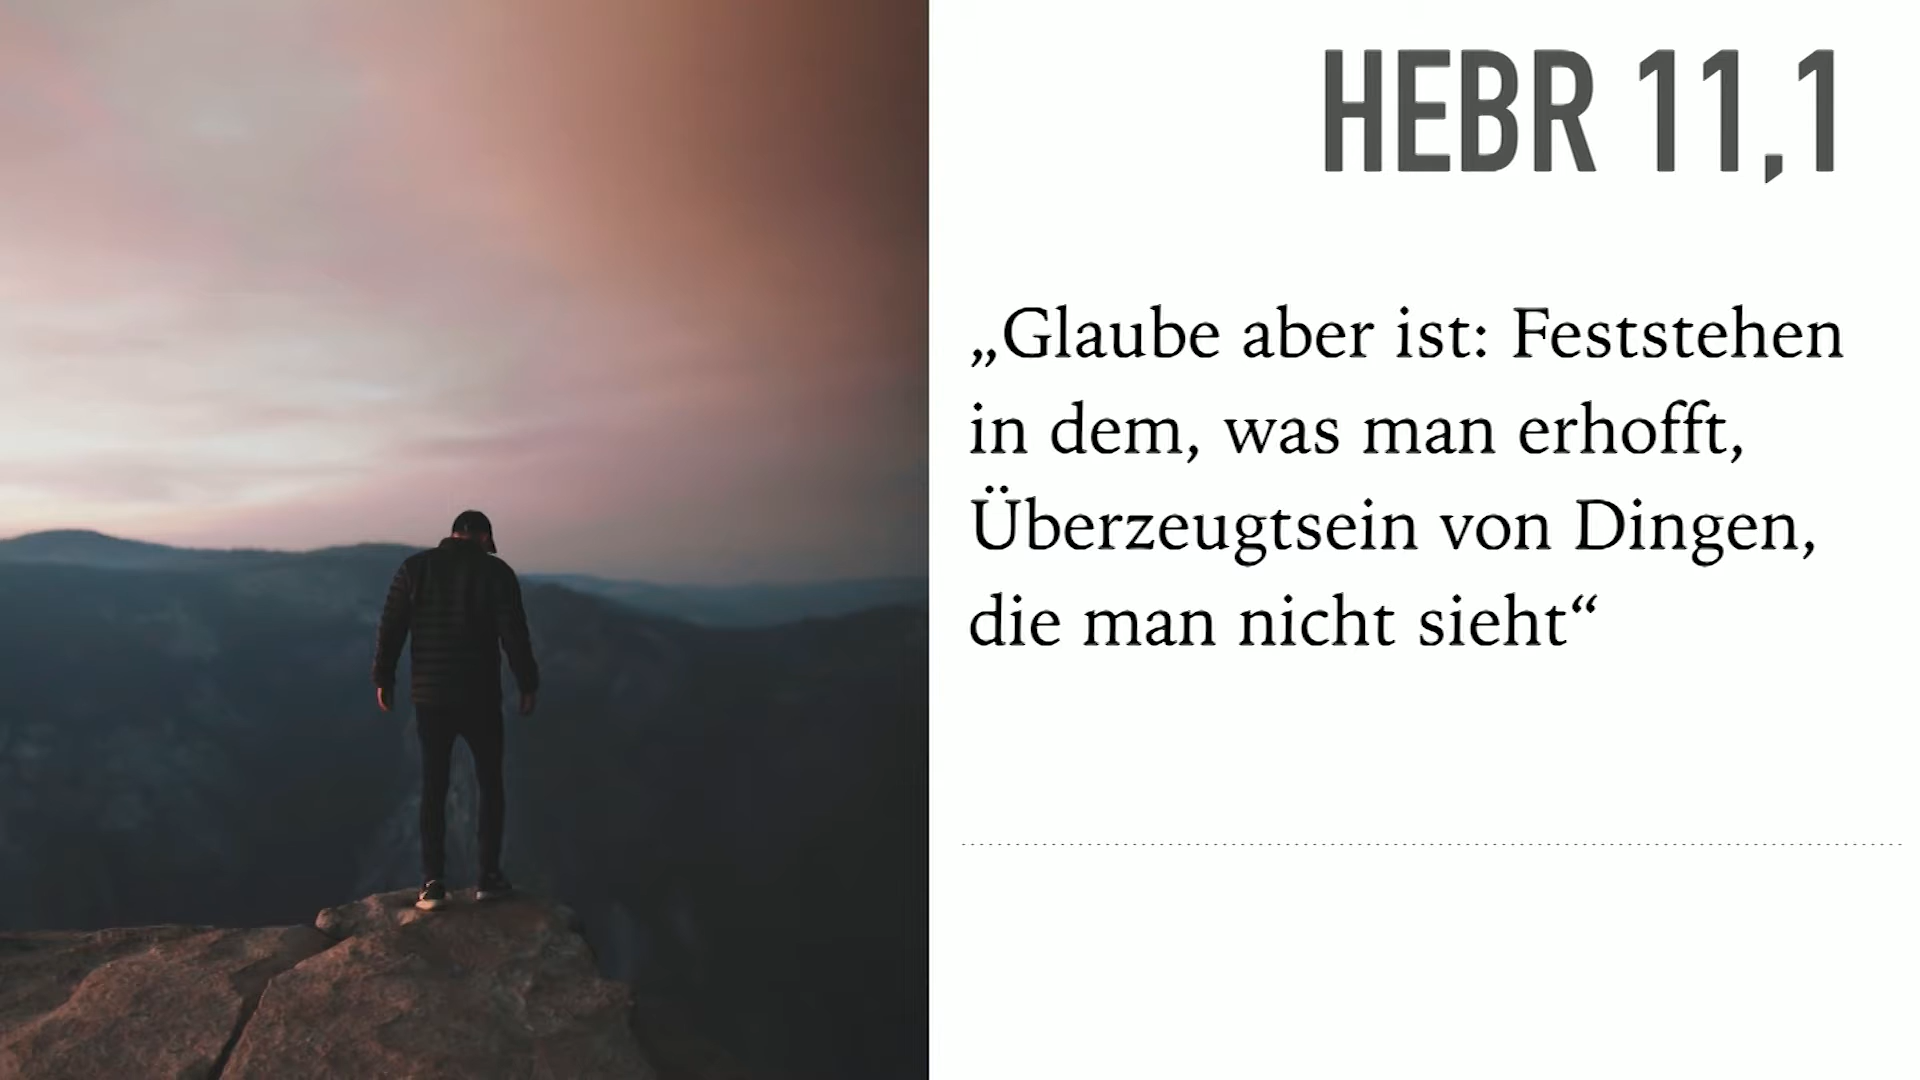 HEBR 11,1
„Glaube aber ist: Feststehen
in dem, was man erhofft,
Überzeugtsein von Dingen,
die man nicht sieht“